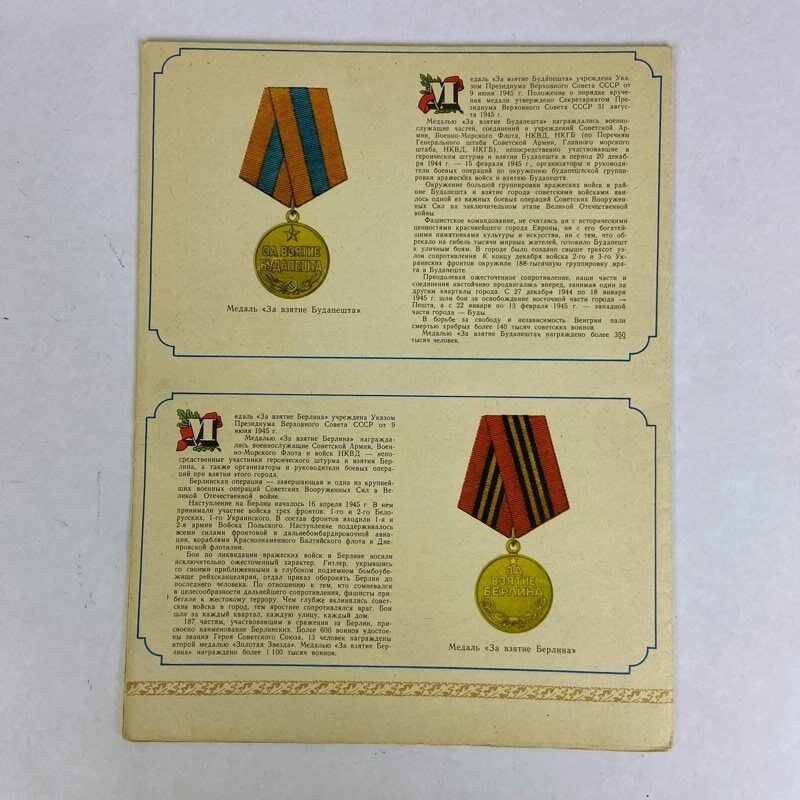 Медаль «За взятие Будапешта» учреждена Ука-
зом Президиума Верховного Совета СССР от
9 июня 1945 г. Положение о порядке вруче-
ния медали утверждено Секретариатом Пре-
зидиума Верховного Совета СССР 31 авгус-
та 1945 г.
Медалью «За взятие Будапешта» награждались военно-
служащие частей, соединений и учреждений Советской Ар-
мии, Военно-Морского Флота, НКВД, НКГБ (по Перечням
Генерального штаба Советской Армии, Главного морского
штаба, НКВД, НКГБ), непосредственно участвовавшие в
героическом штурме и взятии Будапешта в период 20 декаб-
ря 1944 г. — 15 февраля 1945 г., организаторы и руководи-
тели боевых операций по окружению будапештской группи-
ровки вражеских войск и взятию Будапешта.
Окружение большой группировки вражеских войск в рай-
оне Будапешта и взятие города советскими войсками яви-
лось одной из важных боевых операций Советских Вооружен-
ных Сил на заключительном этапе Великой Отечественной
войны.
Фашистское командование, не считаясь ни с историческими
ценностями красивейшего города Европы, ни с его богатей-
шими памятниками культуры и искусства, ни с тем, что об-
рекало на гибель тысячи мирных жителей, готовило Будапешт
к уличным боям. В городе было создано свыше трехсот уз-
лов сопротивления. К концу декабря войска 2-го и 3-го Ук-
раинских фронтов окружили 188-тысячную группировку вра-
га в Будапеште.
Преодолевая ожесточенное сопротивление, наши части и
соединения настойчиво продвигались вперед, занимая один за
другим кварталы города. С 27 декабря 1944 по 18 января
1945 г. шли бои за освобождение восточной части города —
Пешта, а с 22 января по 13 февраля 1945 г. — западной
части города — Буды.
В борьбе за свободу и независимость Венгрии пали
смертью храбрых более 140 тысяч советских воинов.
Медалью «За взятие Будапешта» награждено более 350
тысяч человек.
ЗА ВЗЯТИЕ
БУДАПЕШТА
Медаль «За взятие Будапешта»
Медаль «За взятие Берлина» учреждена Указом
Президиума Верховного Совета СССР от 9
июня 1945 г.
Медалью «За взятие Берлина» награжда-
лись военнослужащие Советской Армии, Воен-
но-Морского Флота и войск НКВД — непо-
средственные участники героического штурма и взятия Бер-
лина, а также организаторы и руководители боевых опера-
ций при взятии этого города.
Берлинская операция — завершающая и одна из крупней-
ших военных операций Советских Вооруженных Сил в Ве-
ликой Отечественной войне.
Наступление на Берлин началось 16 апреля 1945 г. В нем
принимали участие войска трех фронтов: 1-го и 2-го Бело-
русских, 1-го Украинского. В состав фронтов входили 1-я и
2-я армии Войска Польского. Наступление поддерживалось
всеми силами фронтовой и дальнебомбардировочной авиа-
ции, кораблями Краснознаменного Балтийского флота и Дне-
провской флотилии.
Бои по ликвидации вражеских войск в Берлине носили
исключительно ожесточенный характер. Гитлер, укрывшись
со своими приближенными в глубоком подземном бомбоубе-
жище рейхсканцелярии, отдал приказ оборонять Берлин до
последнего человека. По отношению к тем, кто сомневался
в целесообразности дальнейшего сопротивления, фашисты при-
бегали к жестокому террору. Чем глубже вклинялись совет-
ские войска в город, тем яростнее сопротивлялся враг. Бои
шли за каждый квартал, каждую улицу, каждый дом.
187 частям, участвовавшим в сражении за Берлин, при-
своено наименование Берлинских. Более 600 воинов удостое-
ны звания Героя Советского Союза, 13 человек награждены
второй медалью «Золотая Звезда». Медалью «За взятие Бер-
лина» награждено более 1 100 тысяч воинов.
ЗА
ВЗЯТИЕ
БЕРЛИНА
Медаль «За взятие Берлина»